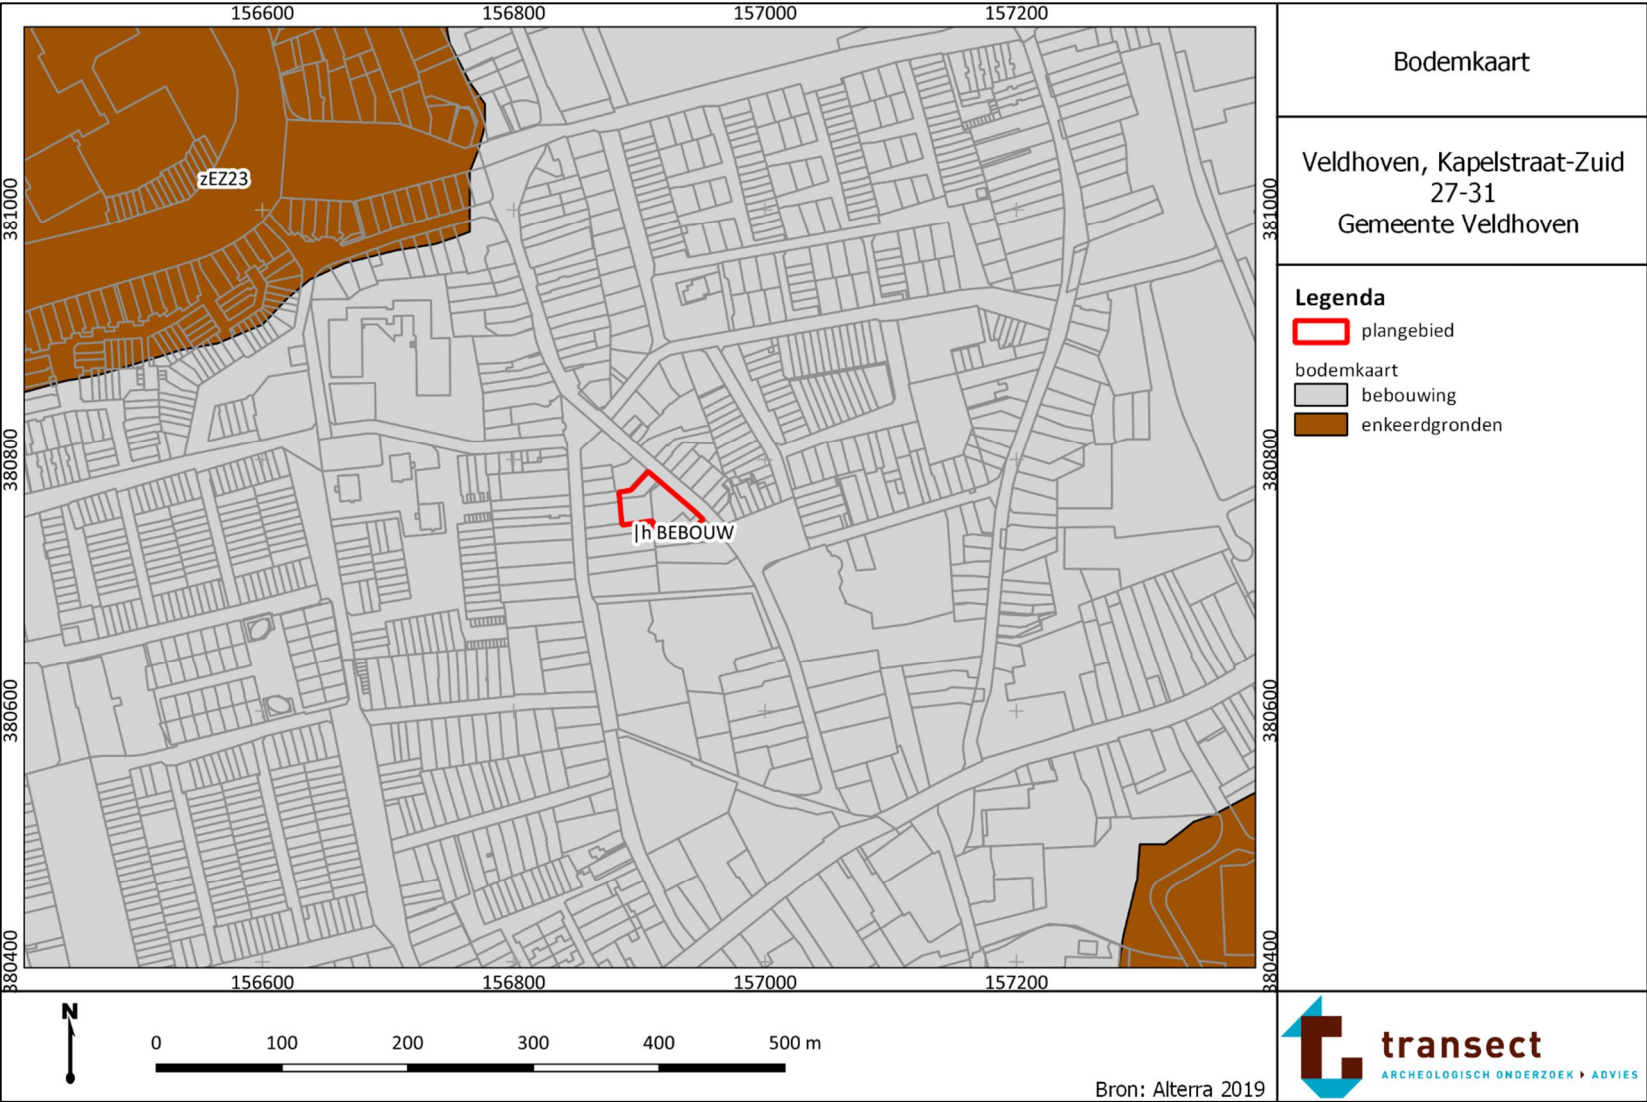 156600
156800
157000
157200
381000
380800
380600
380400
381000
380800
380600
380400
zEZ23
|h BEBOUW
156600
156800
157000
157200
Bodemkaart
Veldhoven, Kapelstraat-Zuid
27-31
Gemeente Veldhoven
Legenda
plangebied
bodemkaart
bebouwing
enkeerdgronden
N
0 100 200 300 400 500 m
Bron: Alterra 2019
transect
ARCHEOLOGISCH ONDERZOEK ADVIES